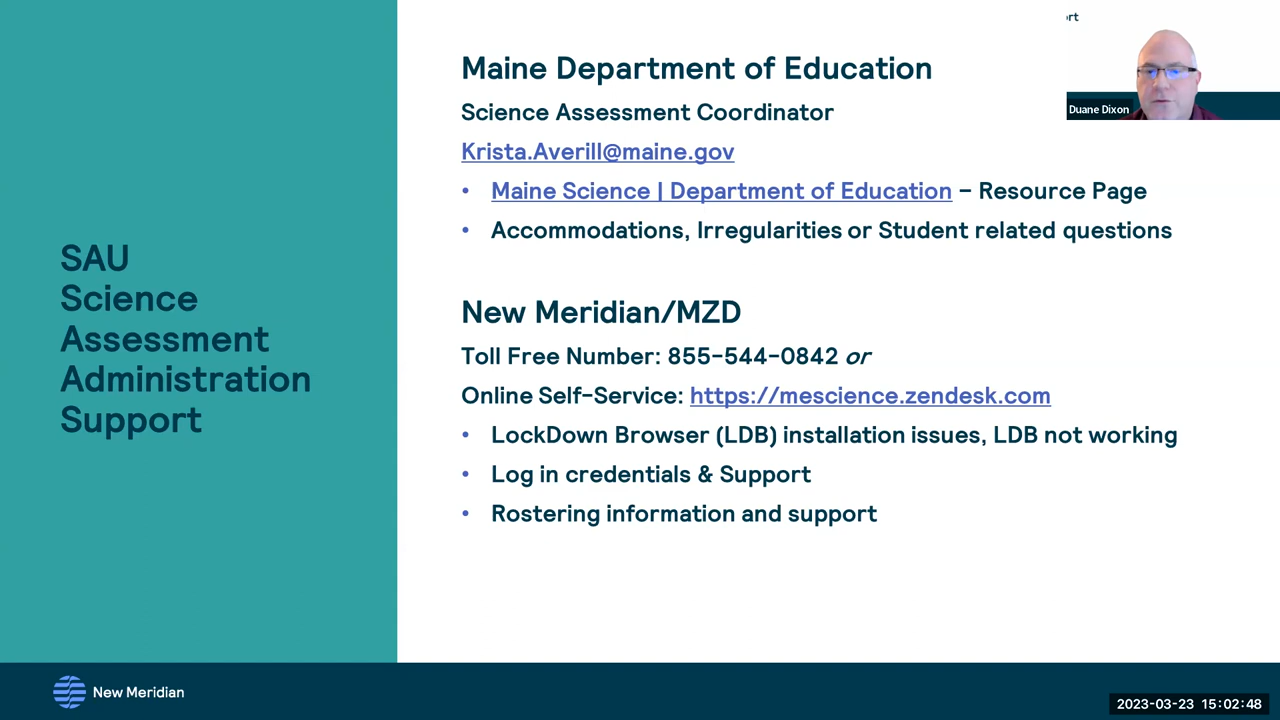 SAU
Science
Assessment
Administration
Support
Maine Department of Education
Science Assessment Coordinator
Krista.Averill@maine.gov
• Maine Science | Department of Education – Resource Page
• Accommodations, Irregularities or Student related questions
New Meridian/MZD
Toll Free Number: 855-544-0842 or
Online Self-Service: https://mescience.zendesk.com
• LockDown Browser (LDB) installation issues, LDB not working
• Log in credentials & Support
• Rostering information and support
Duane Dixon
New Meridian
2023-03-23 15:02:48